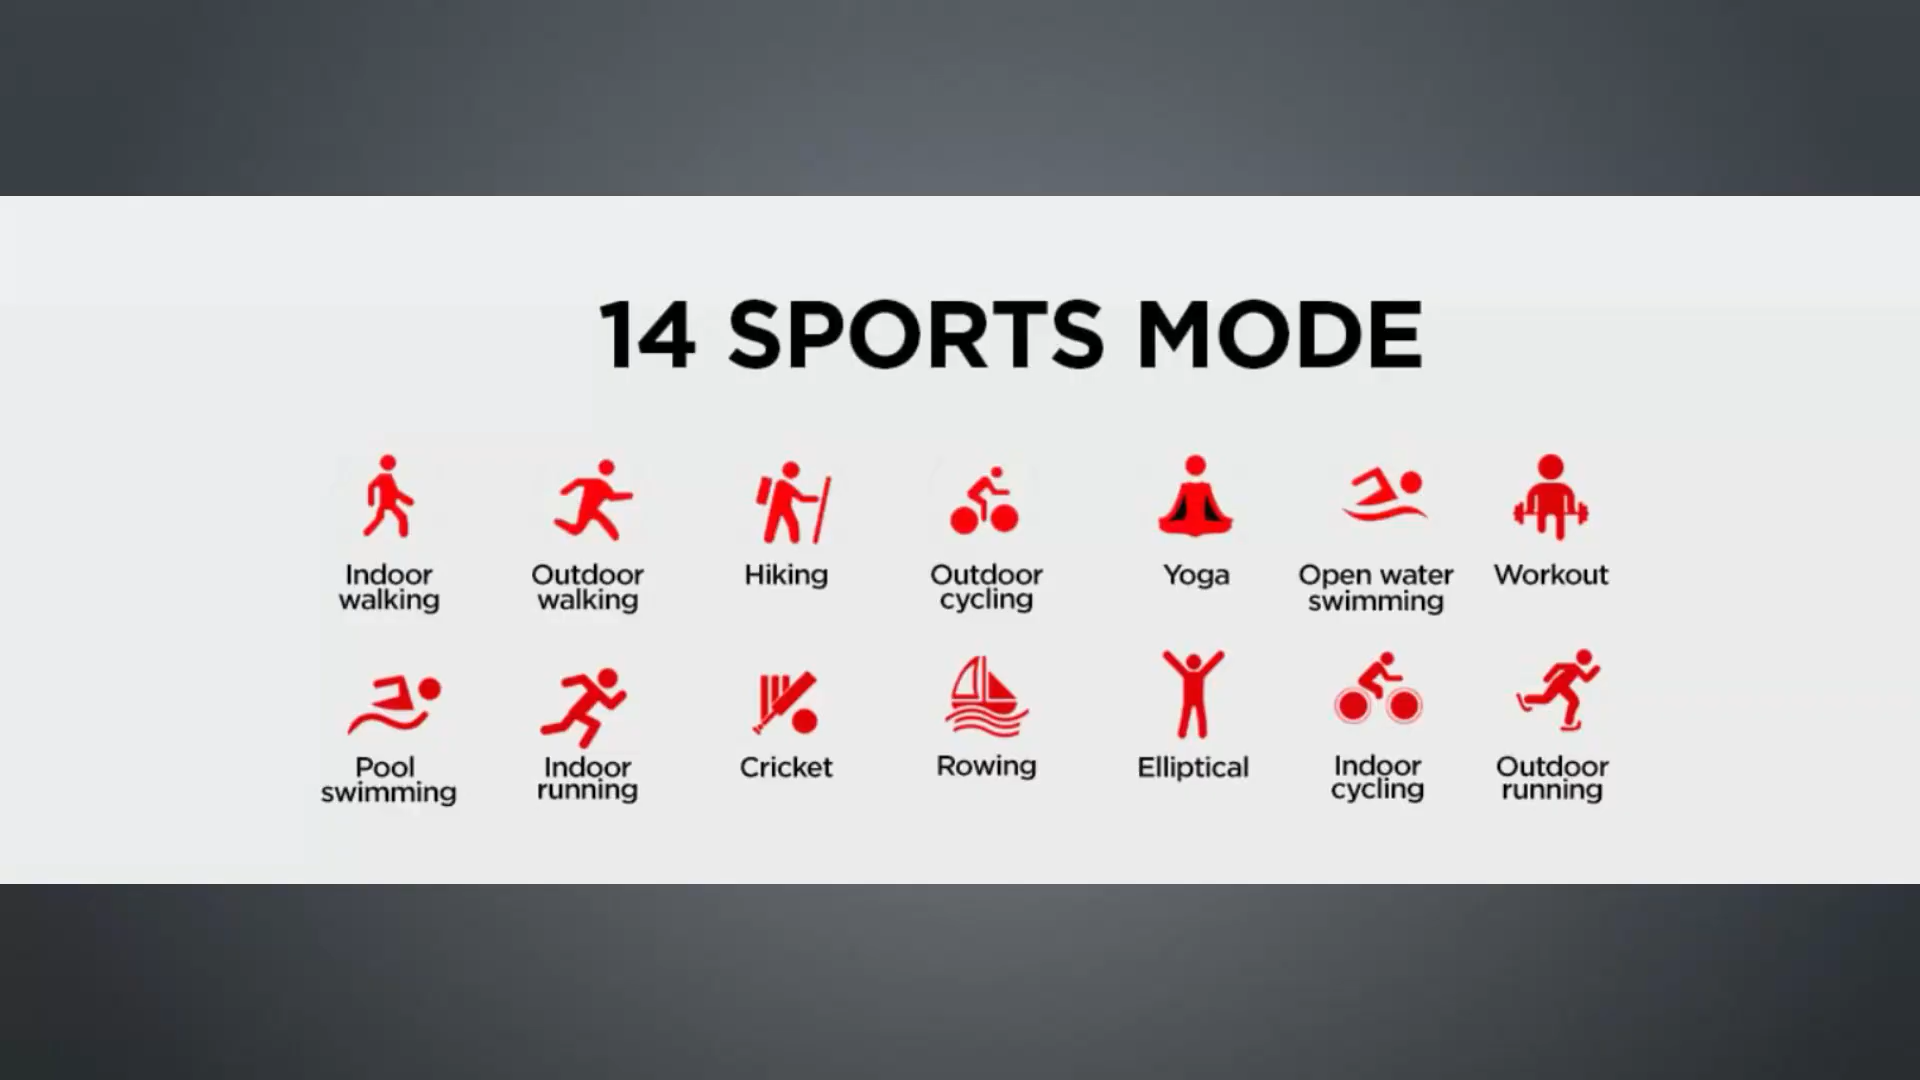 14 SPORTS MODE
Indoor
walking
Outdoor
walking
Hiking
Outdoor
cycling
Yoga
Open water
swimming
Workout
Pool
swimming
Indoor
running
Cricket
Rowing
Elliptical
Indoor
cycling
Outdoor
running